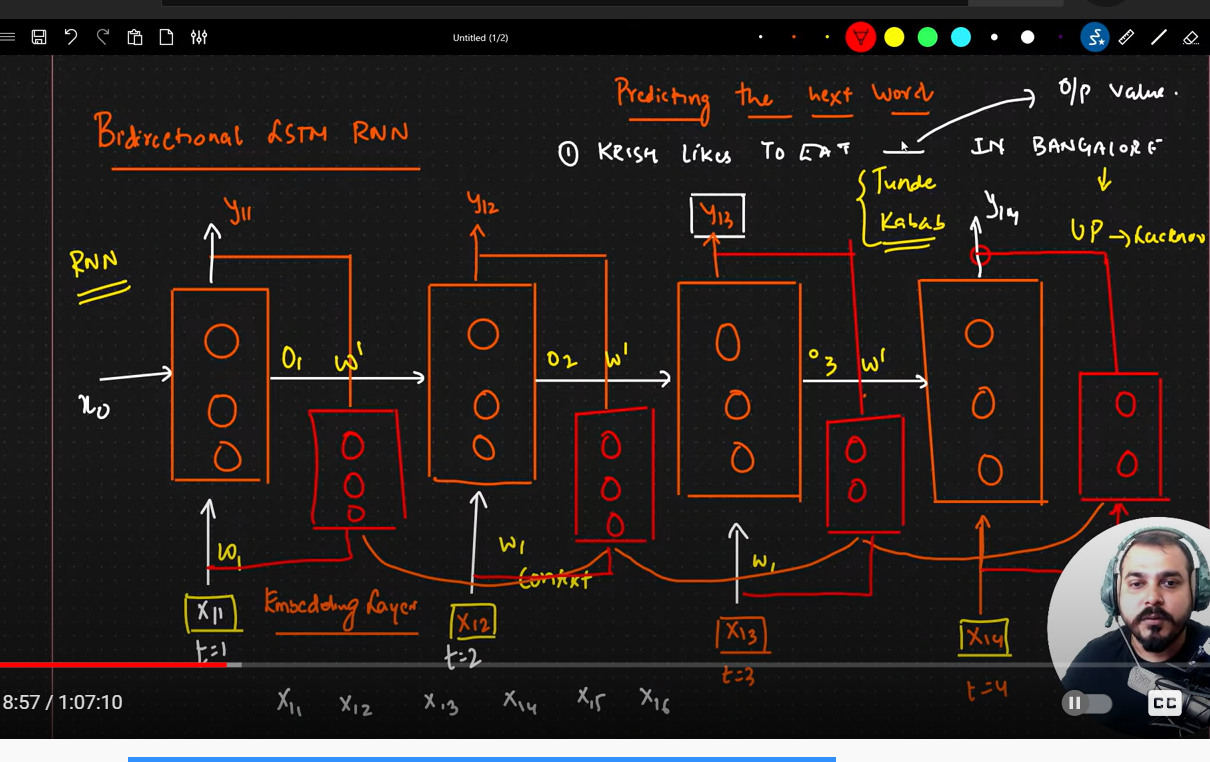 Untitled (1/2)
Predicting the next word
O/P value.
Bidirectional LSTM RNN
① KRISH Likes To EAT __ IN BANGALORE
Tunde
Kabab
UP → Lucknow
RNN
y11
y12
y13
y14
x0
O1 W'
O2 W'
O3 W'
W1
W1
W1
Context
Embedding Layer
X11
X12
X13
X14
t=1
t=2
t=3
t=4
8:57 / 1:07:10
X11 X12 X13 X14 X15 X16
CC